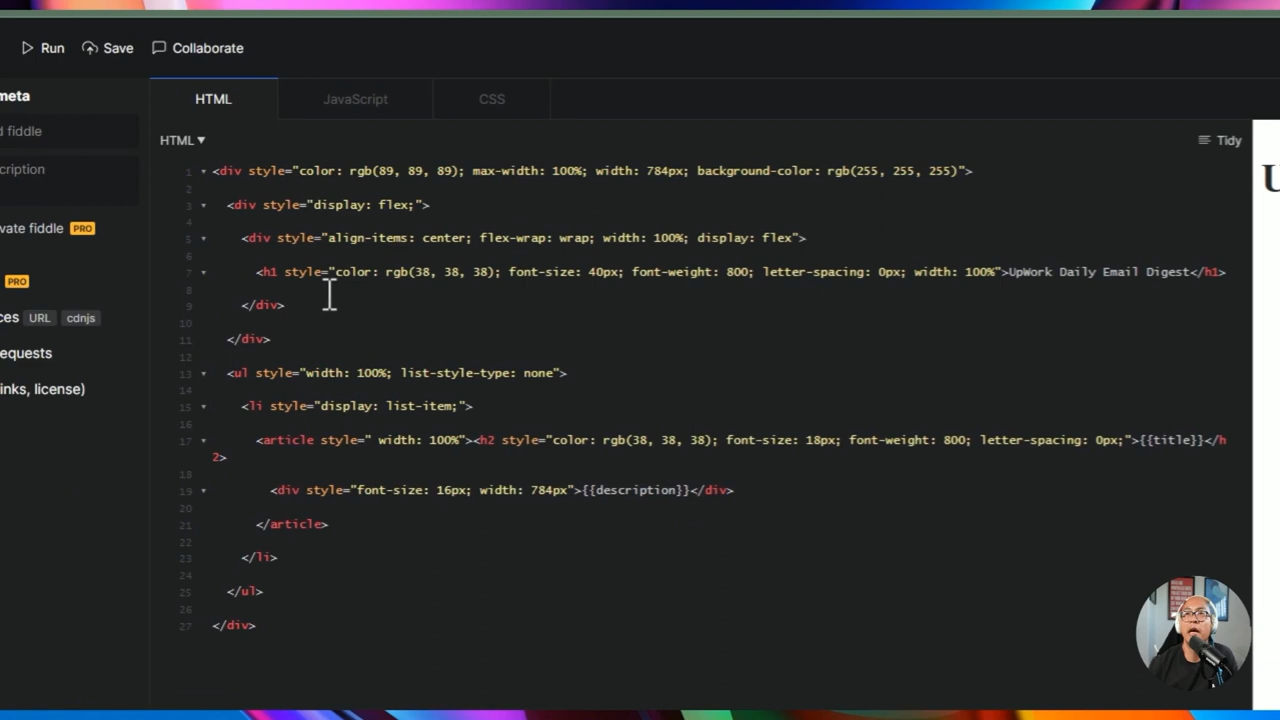 Run Save Collaborate
meta
HTML JavaScript CSS
d fiddle
HTML ▾ Tidy
cription
vate fiddle PRO
PRO
ces URL cdnjs
equests
inks, license)
1 <div style="color: rgb(89, 89, 89); max-width: 100%; width: 784px; background-color: rgb(255, 255, 255)">
2
3 <div style="display: flex;">
4
5 <div style="align-items: center; flex-wrap: wrap; width: 100%; display: flex">
6
7 <h1 style="color: rgb(38, 38, 38); font-size: 40px; font-weight: 800; letter-spacing: 0px; width: 100%">UpWork Daily Email Digest</h1>
8
9 </div>
10
11 </div>
12
13 <ul style="width: 100%; list-style-type: none">
14
15 <li style="display: list-item;">
16
17 <article style=" width: 100%"><h2 style="color: rgb(38, 38, 38); font-size: 18px; font-weight: 800; letter-spacing: 0px;">{{title}}</h
2>
18
19 <div style="font-size: 16px; width: 784px">{{description}}</div>
20
21 </article>
22
23 </li>
24
25 </ul>
26
27 </div>
U